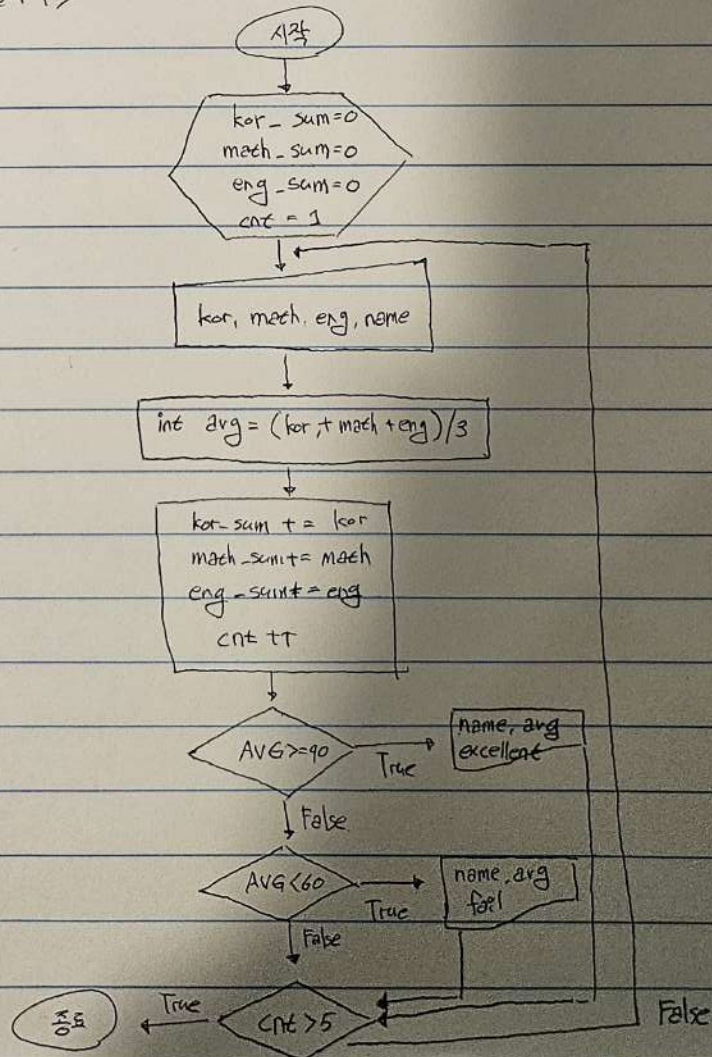 시작
kor_sum=0
math_sum=0
eng_sum=0
cnt = 1
kor, math. eng, name
int avg = (kor + math + eng)/3
kor_sum += kor
math_sum += math
eng_sum += eng
cnt ++
AVG>=90
True
name, avg
excellent
False
AVG<60
True
name, avg
fail
False
cnt >5
True
종료
False